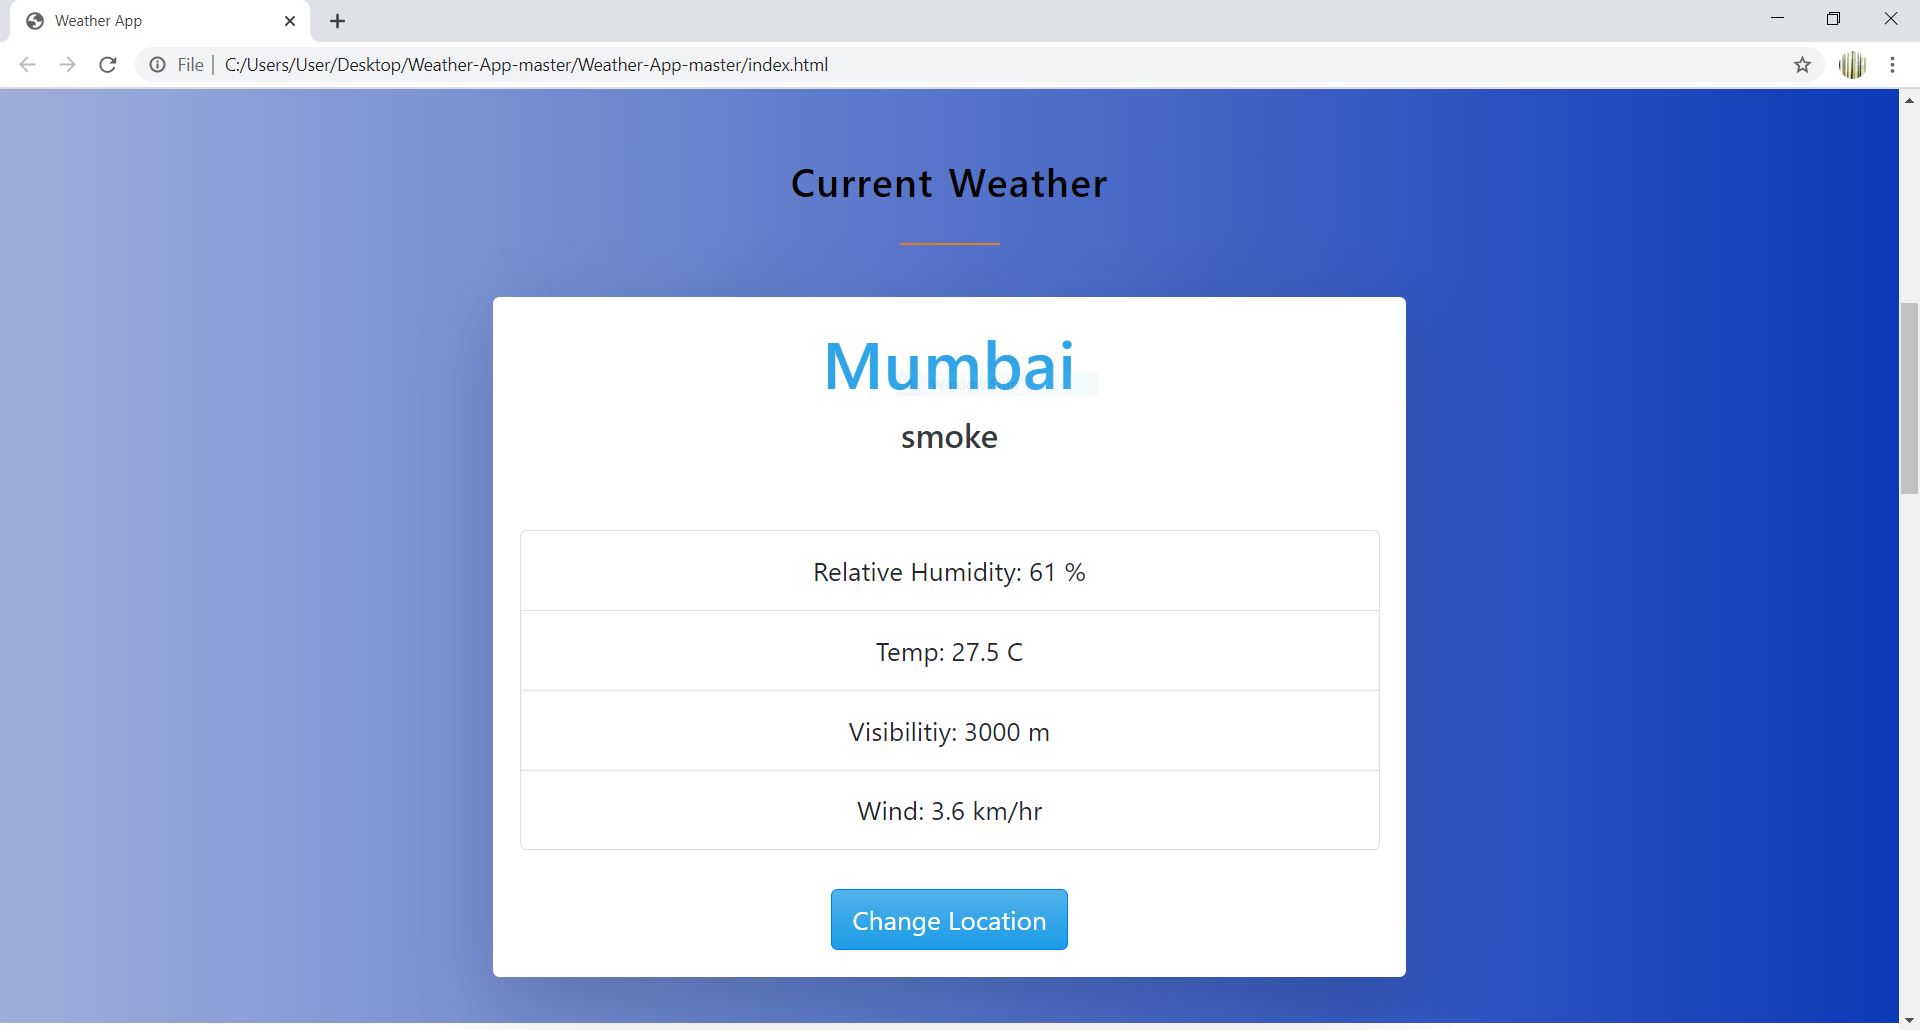 Weather App
File | C:/Users/User/Desktop/Weather-App-master/Weather-App-master/index.html
Current Weather
Mumbai
smoke
Relative Humidity: 61 %
Temp: 27.5 C
Visibilitiy: 3000 m
Wind: 3.6 km/hr
Change Location